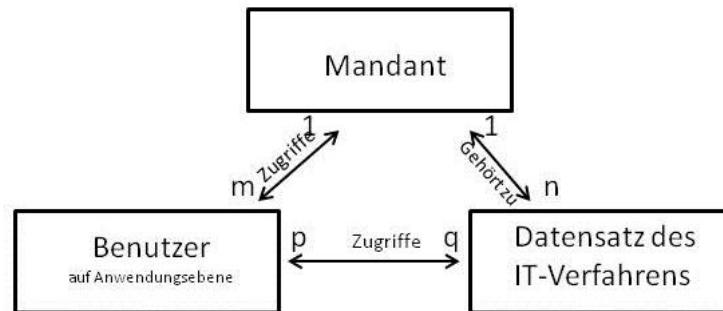 Mandant
1 1
Zugriffe
Gehört zu
m n
Benutzer
auf Anwendungsebene
p Zugriffe q
Datensatz des
IT-Verfahrens